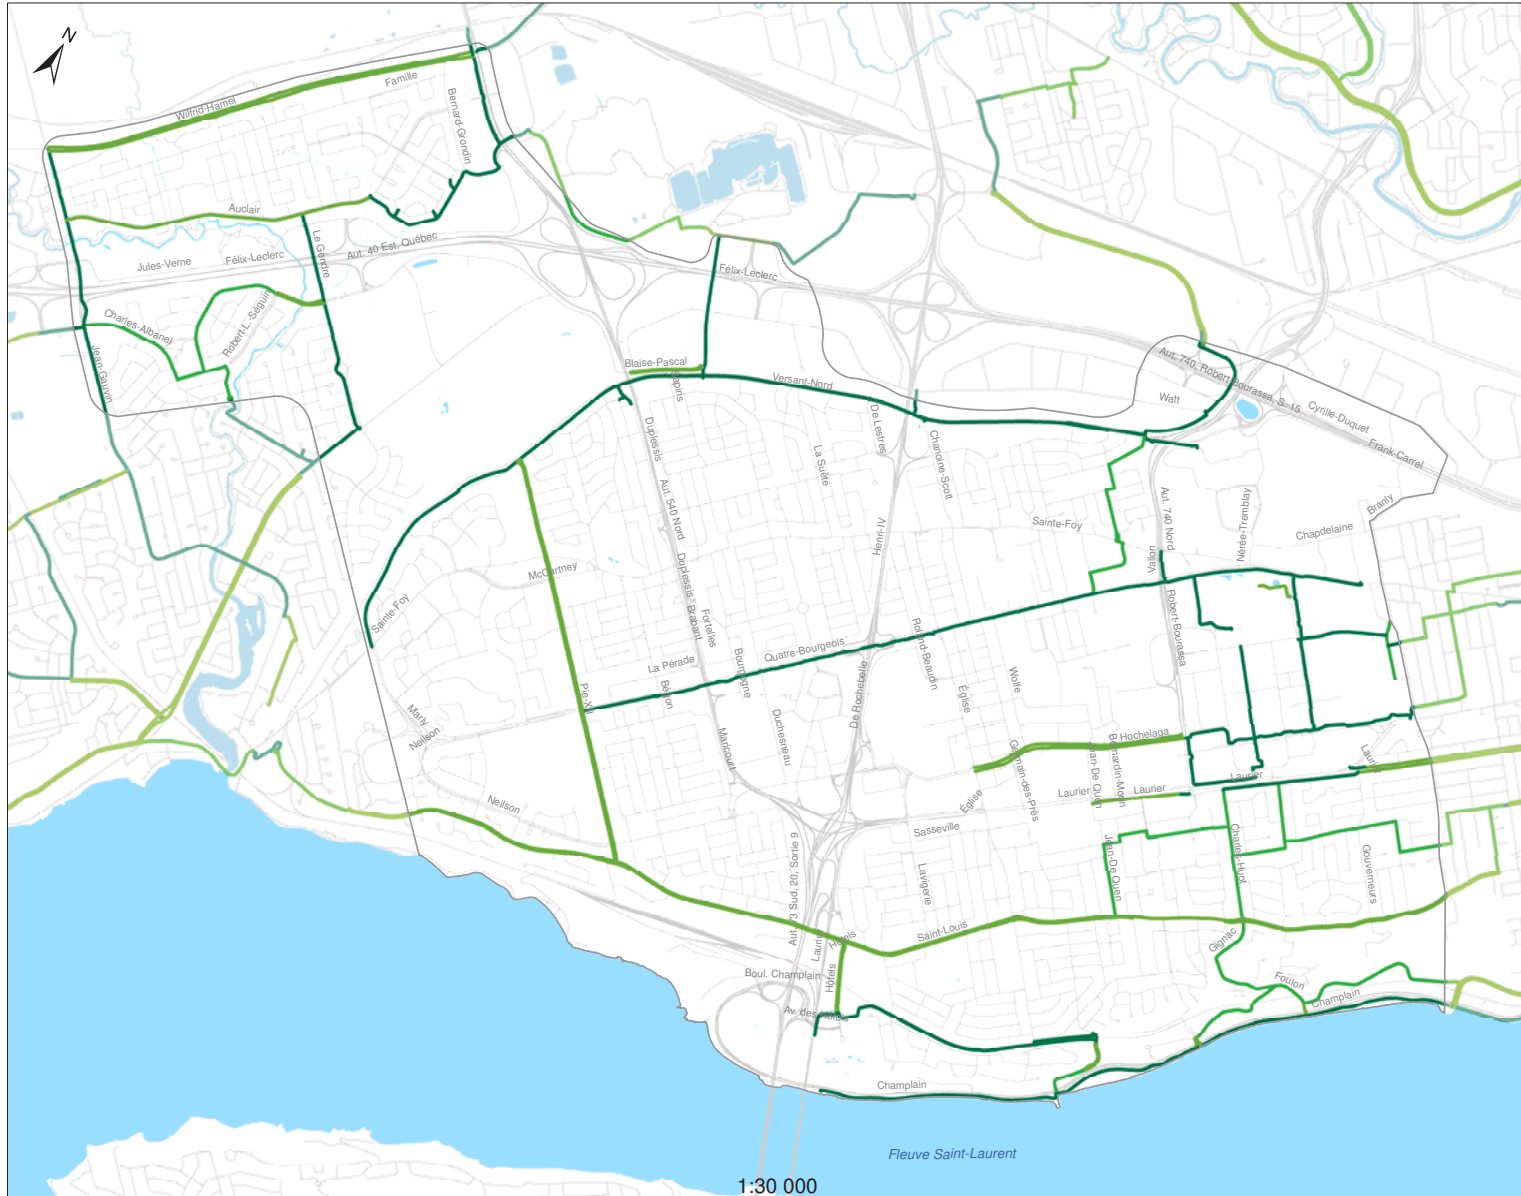 N
Famille
Wilfrid-Hamel
Bernard-Grondin
Auclair
Le Gendre
Aut. 40 Est, Québec
Félix-Leclerc
Jules-Verne
Félix-Leclerc
Charles-Albanel
Robert-L.-Séguin
Jean-Gauvin
Blaise-Pascal
Versant-Nord
Aut. 740, Robert-Bourassa, S. 15
Watt
Cyrille-Duquet
Frank-Carrel
De Lestres
Duplessis
La Suète
Chanoine-Scott
Aut. 540 Nord
Henri-IV
Sainte-Foy
Aut. 740 Nord
Nérée-Tremblay
Branly
Chapdelaine
McCartney
Duplessis
Brabant
Fortelles
Sainte-Foy
Robert-Bourassa
La Pérade
Bourgogne
Quatre-Bourgeois
Roland-Beaudin
Wolfe
Église
De Rochebelle
Pie-XII
Marly
Neilson
Duchesneau
Maricourt
Germain-des-Prés
Jean-De Quen
Bernardin-Morin
Hochelaga
Laurier
Laurier
Laurier
Laurier
Église
Neilson
Sasseville
Lavigerie
Jean-De Quen
Charles-Huot
Gouverneurs
Aut. 73 Sud, 20, Sortie 6
Laurier
Hôtels
Saint-Louis
Gignac
Boul. Champlain
Hôtels
Foulon
Champlain
Av. des Hôtels
Champlain
Fleuve Saint-Laurent
1:30 000